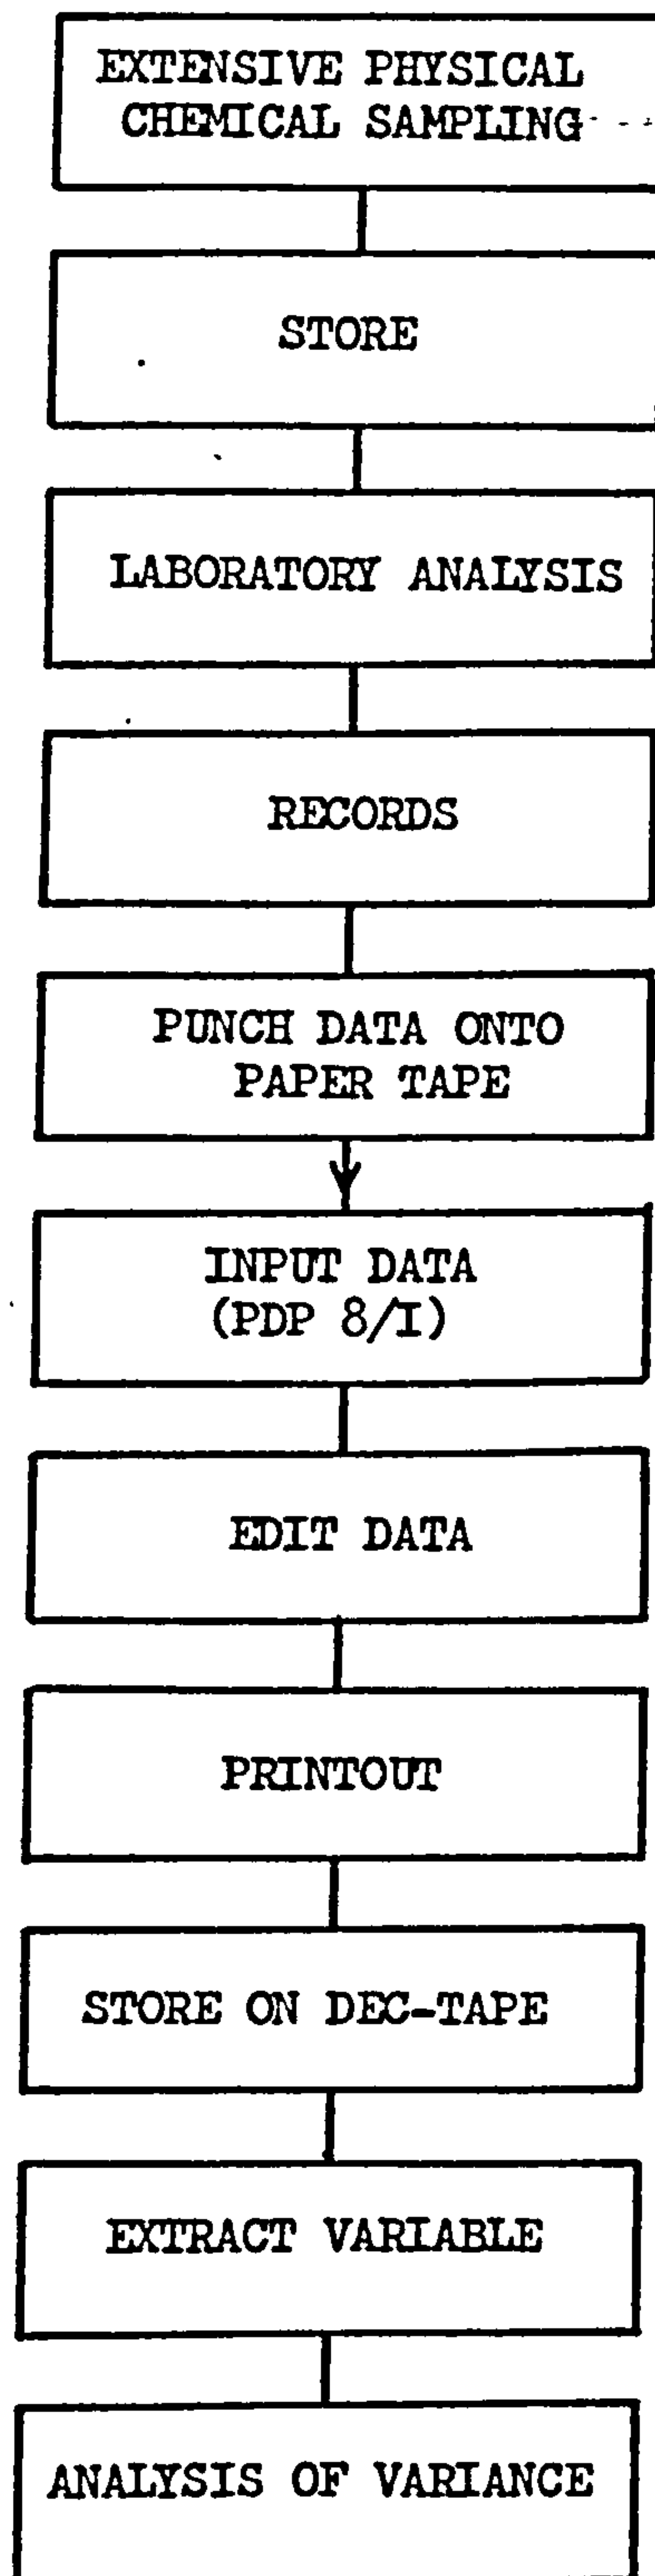 EXTENSIVE PHYSICAL
CHEMICAL SAMPLING
STORE
LABORATORY ANALYSIS
RECORDS
PUNCH DATA ONTO
PAPER TAPE
INPUT DATA
(PDP 8/I)
EDIT DATA
PRINTOUT
STORE ON DEC-TAPE
EXTRACT VARIABLE
ANALYSIS OF VARIANCE